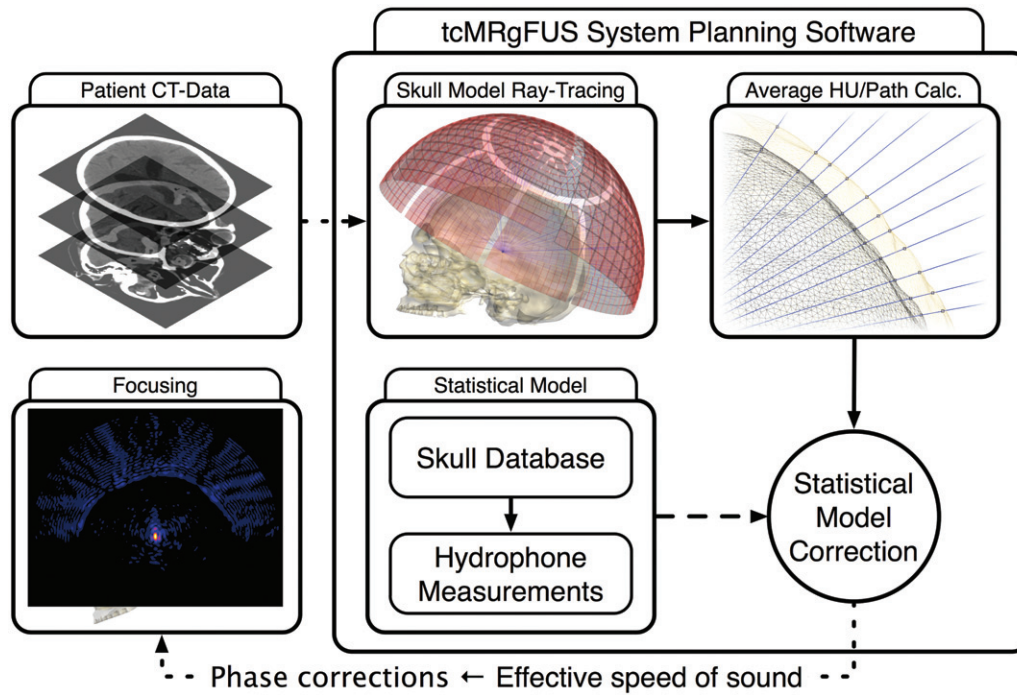 tcMRgFUS System Planning Software
Patient CT-Data
Skull Model Ray-Tracing
Average HU/Path Calc.
Focusing
Statistical Model
Skull Database
Hydrophone
Measurements
Statistical
Model
Correction
Phase corrections ← Effective speed of sound